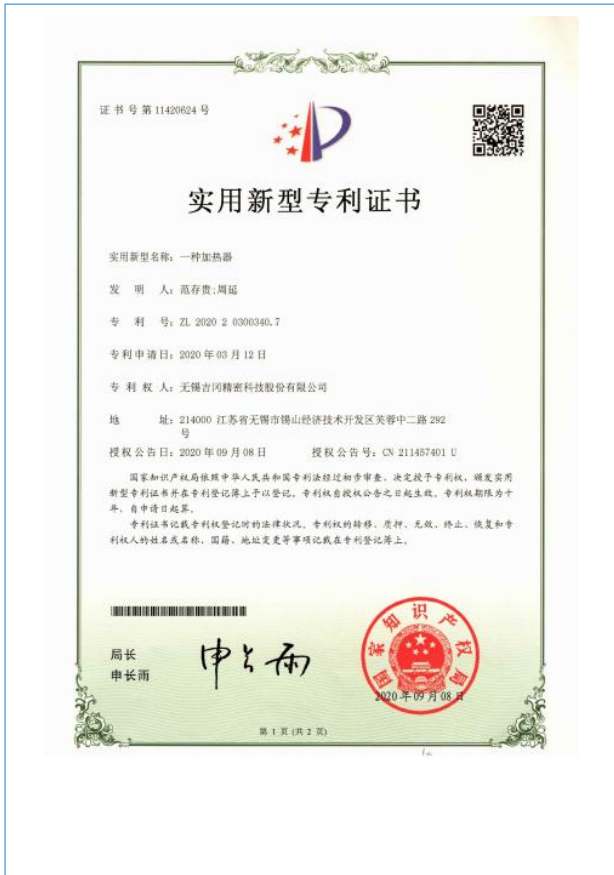 证书号第11420624号
实用新型专利证书
实用新型名称：一种加热器
发 明 人：范存贵;周延
专 利 号：ZL 2020 2 0300340.7
专利申请日：2020年03月12日
专 利 权 人：无锡吉冈精密科技股份有限公司
地 址：214000 江苏省无锡市锡山经济技术开发区芙蓉中二路292
号
授权公告日：2020年09月08日 授权公告号：CN 211457401 U
国家知识产权局依照中华人民共和国专利法经过初步审查，决定授予专利权，颁发实用
新型专利证书并在专利登记簿上予以登记。专利权自授权公告之日起生效。专利权期限为十
年，自申请日起算。
专利证书记载专利权登记时的法律状况。专利权的转移、质押、无效、终止、恢复和专
利权人的姓名或名称、国籍、地址变更等事项记载在专利登记簿上。
局长
申长雨
申长雨
国家知识产权局
2020年09月08日
第 1 页 (共 2 页)